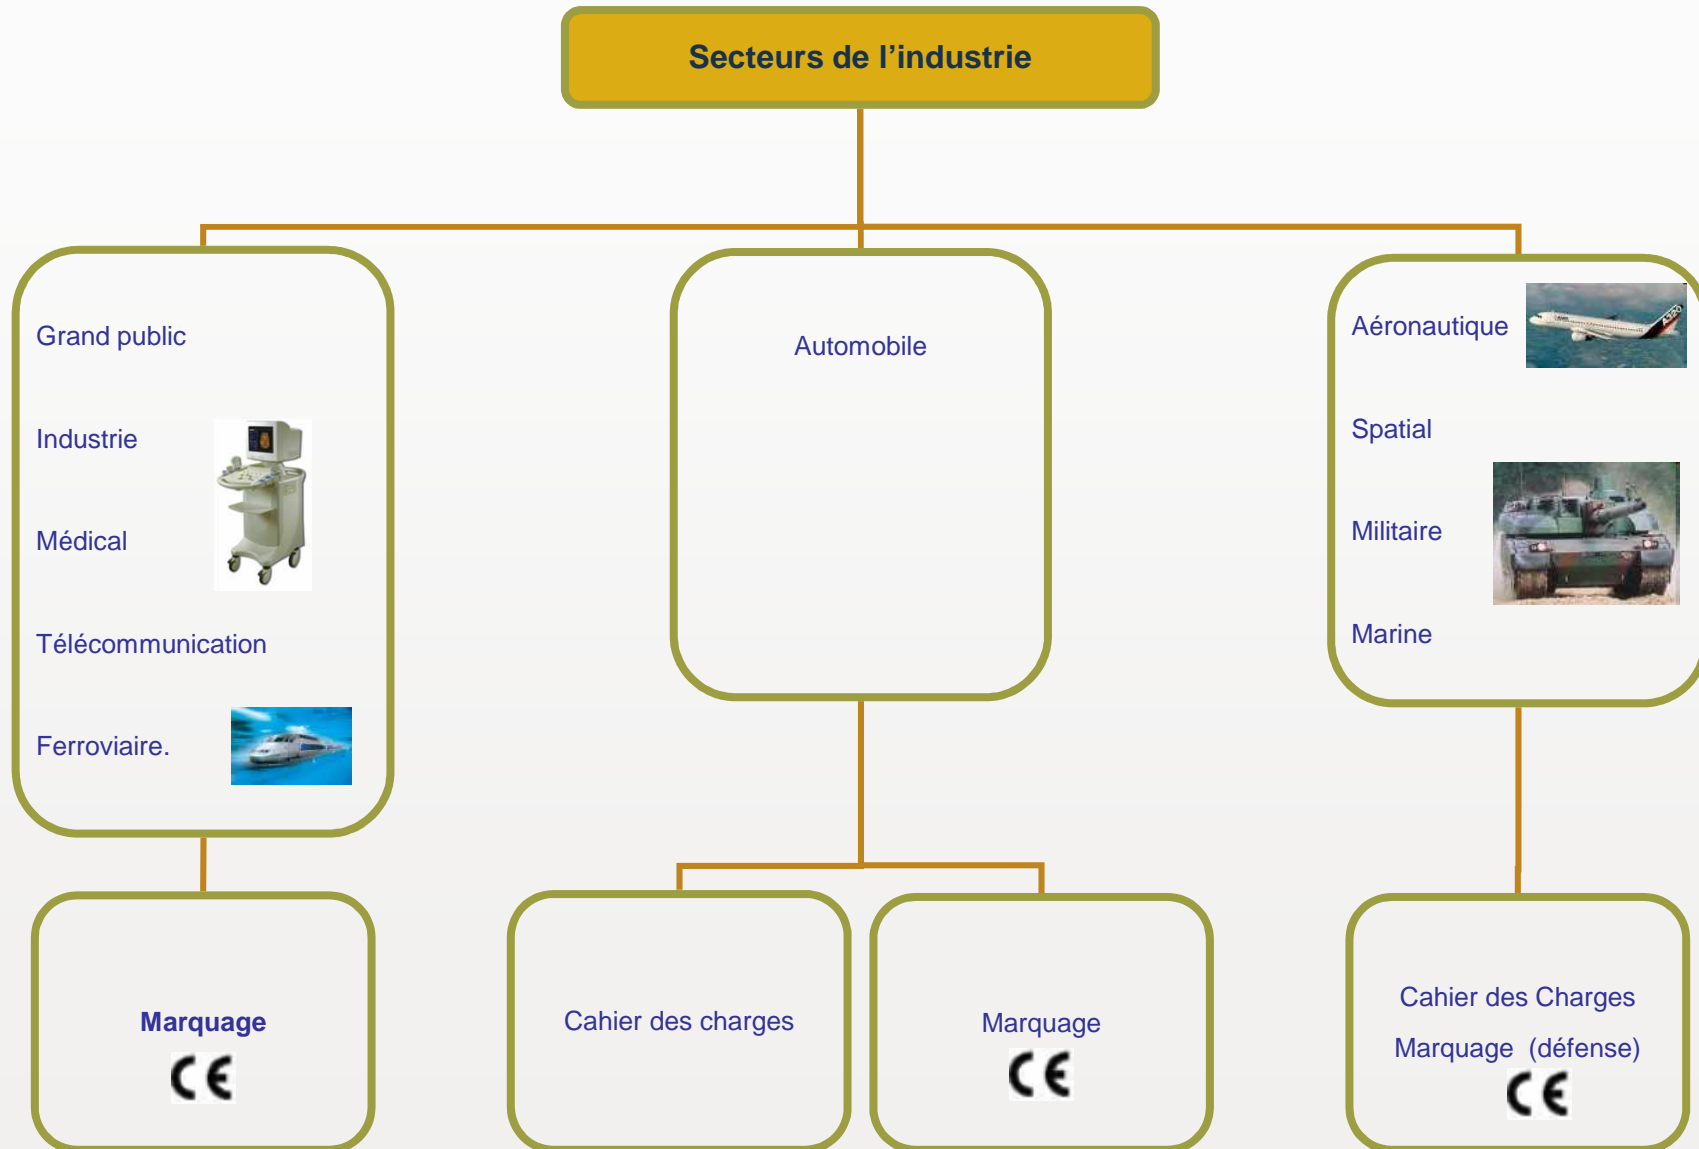 Secteurs de l’industrie
Grand public
Industrie
Médical
Télécommunication
Ferroviaire.
Automobile
Aéronautique
A320
Spatial
Militaire
Marine
Marquage
CE
Cahier des charges
Marquage
CE
Cahier des Charges
Marquage (défense)
CE